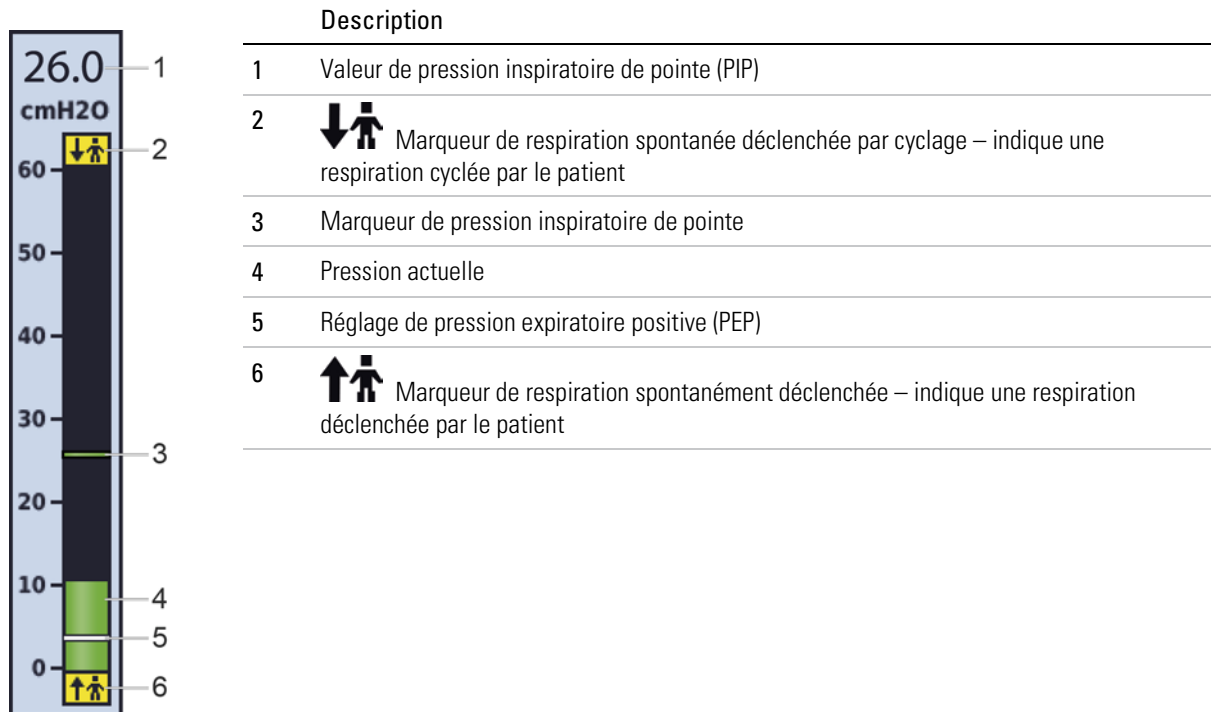 26.0
cmH2O
60
50
40
30
20
10
0
1
2
3
4
5
6
Description
1 Valeur de pression inspiratoire de pointe (PIP)
2 Marqueur de respiration spontanée déclenchée par cyclage – indique une
respiration cyclée par le patient
3 Marqueur de pression inspiratoire de pointe
4 Pression actuelle
5 Réglage de pression expiratoire positive (PEP)
6 Marqueur de respiration spontanément déclenchée – indique une respiration
déclenchée par le patient